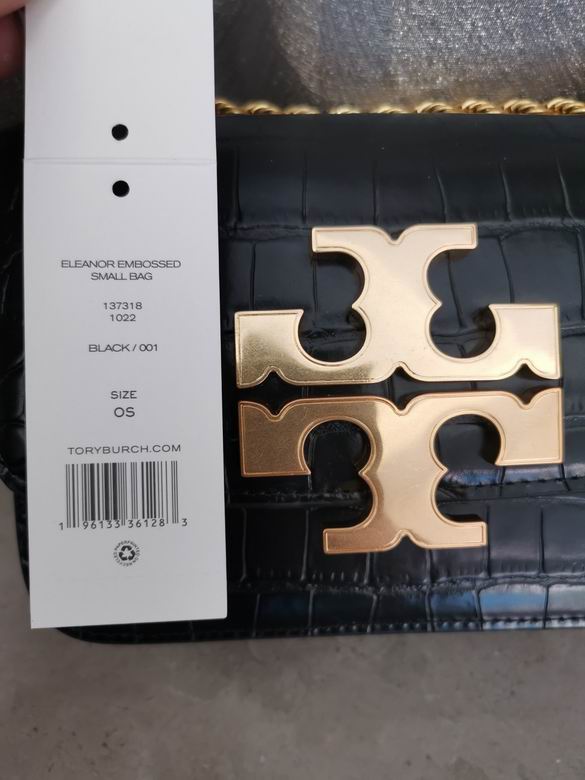 ELEANOR EMBOSSED
SMALL BAG
137318
1022
BLACK / 001
SIZE
OS
TORYBURCH.COM
1 96133 36128 3